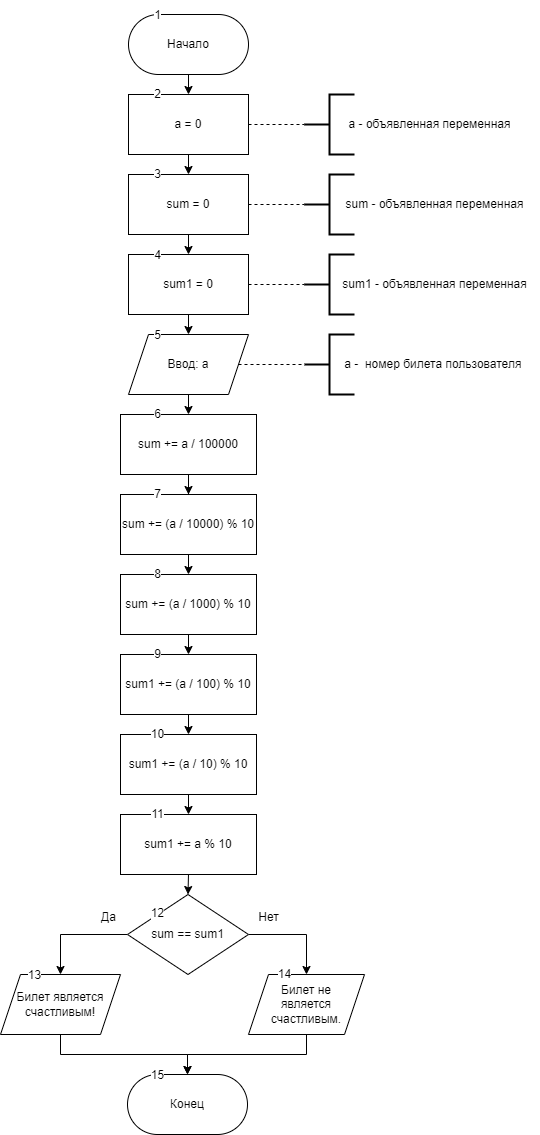 1
Начало
2
a = 0
a - объявленная переменная
3
sum = 0
sum - объявленная переменная
4
sum1 = 0
sum1 - объявленная переменная
5
Ввод: a
a -  номер билета пользователя
6
sum += a / 100000
7
sum += (a / 10000) % 10
8
sum += (a / 1000) % 10
9
sum1 += (a / 100) % 10
10
sum1 += (a / 10) % 10
11
sum1 += a % 10
12
Да
Нет
sum == sum1
13
Билет является
счастливым!
14
Билет не
является
счастливым.
15
Конец